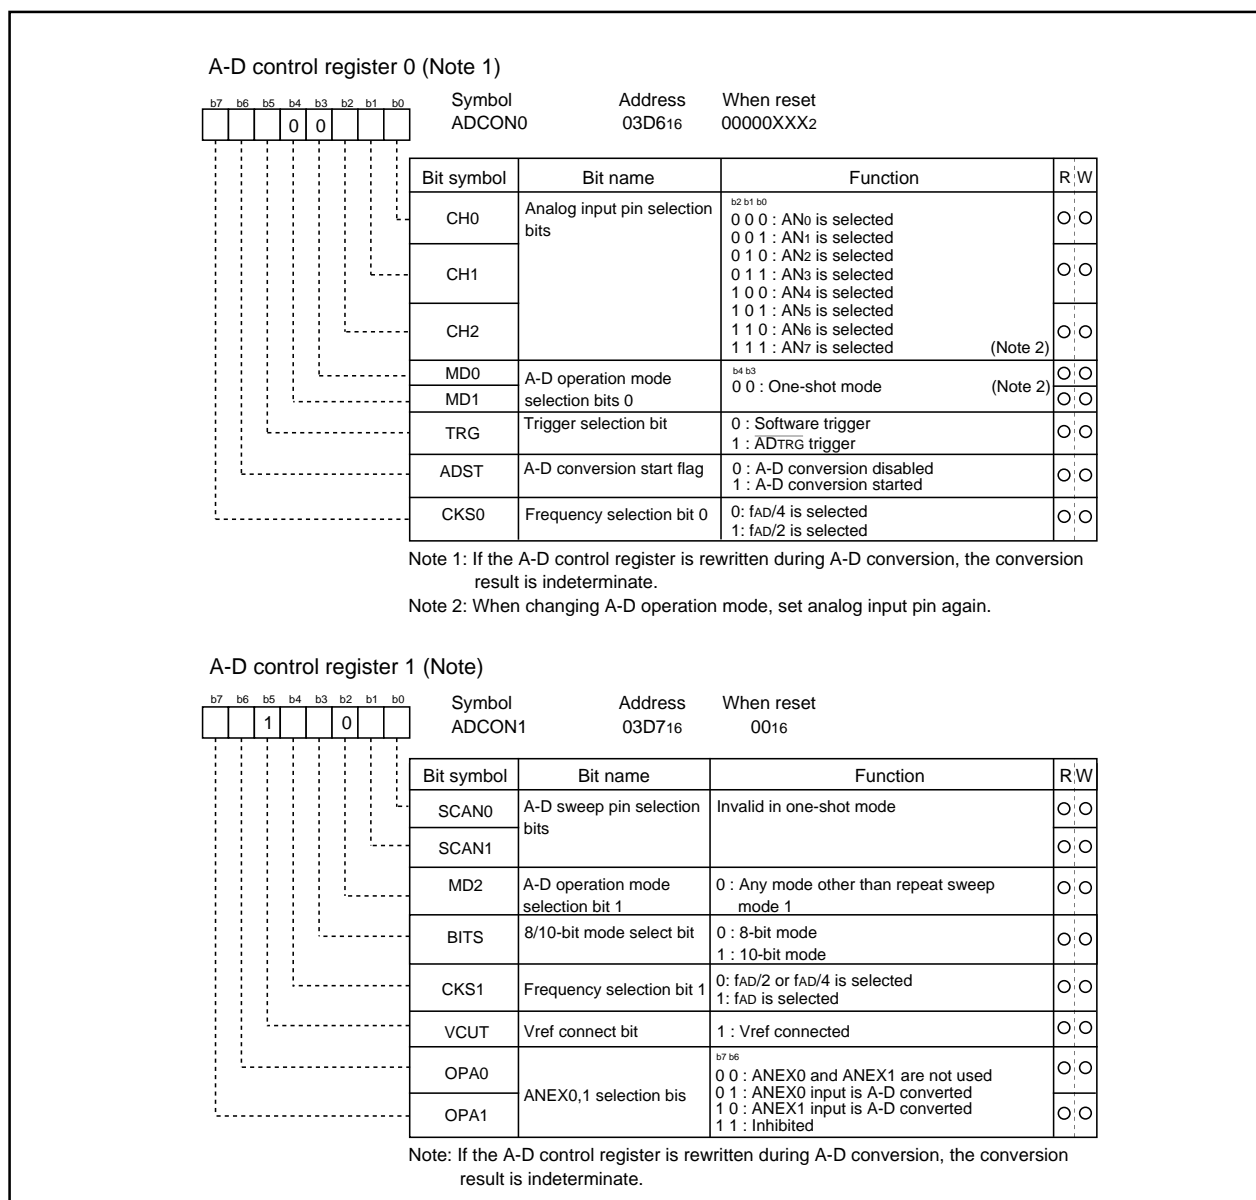 A-D control register 0 (Note 1)
b7 b6 b5 b4 b3 b2 b1 b0
0 0
Symbol Address When reset
ADCON0 03D616 00000XXX2
Bit symbol Bit name Function R W
CH0 Analog input pin selection bits
b2 b1 b0
0 0 0 : AN0 is selected
0 0 1 : AN1 is selected
0 1 0 : AN2 is selected
CH1
0 1 1 : AN3 is selected
1 0 0 : AN4 is selected
1 0 1 : AN5 is selected
CH2
1 1 0 : AN6 is selected
1 1 1 : AN7 is selected (Note 2)
MD0
MD1
A-D operation mode
selection bits 0
b4 b3
0 0 : One-shot mode (Note 2)
TRG
Trigger selection bit
0 : Software trigger
1 : ADTRG trigger
ADST
A-D conversion start flag
0 : A-D conversion disabled
1 : A-D conversion started
CKS0
Frequency selection bit 0
0: fAD/4 is selected
1: fAD/2 is selected
Note 1: If the A-D control register is rewritten during A-D conversion, the conversion
result is indeterminate.
Note 2: When changing A-D operation mode, set analog input pin again.
A-D control register 1 (Note)
b7 b6 b5 b4 b3 b2 b1 b0
1 0
Symbol Address When reset
ADCON1 03D716 0016
Bit symbol Bit name Function R W
SCAN0
SCAN1
A-D sweep pin selection
bits
Invalid in one-shot mode
MD2
A-D operation mode
selection bit 1
0 : Any mode other than repeat sweep
mode 1
BITS
8/10-bit mode select bit
0 : 8-bit mode
1 : 10-bit mode
CKS1
Frequency selection bit 1
0: fAD/2 or fAD/4 is selected
1: fAD is selected
VCUT
Vref connect bit
1 : Vref connected
OPA0
OPA1
ANEX0,1 selection bis
b7 b6
0 0 : ANEX0 and ANEX1 are not used
0 1 : ANEX0 input is A-D converted
1 0 : ANEX1 input is A-D converted
1 1 : Inhibited
Note: If the A-D control register is rewritten during A-D conversion, the conversion
result is indeterminate.